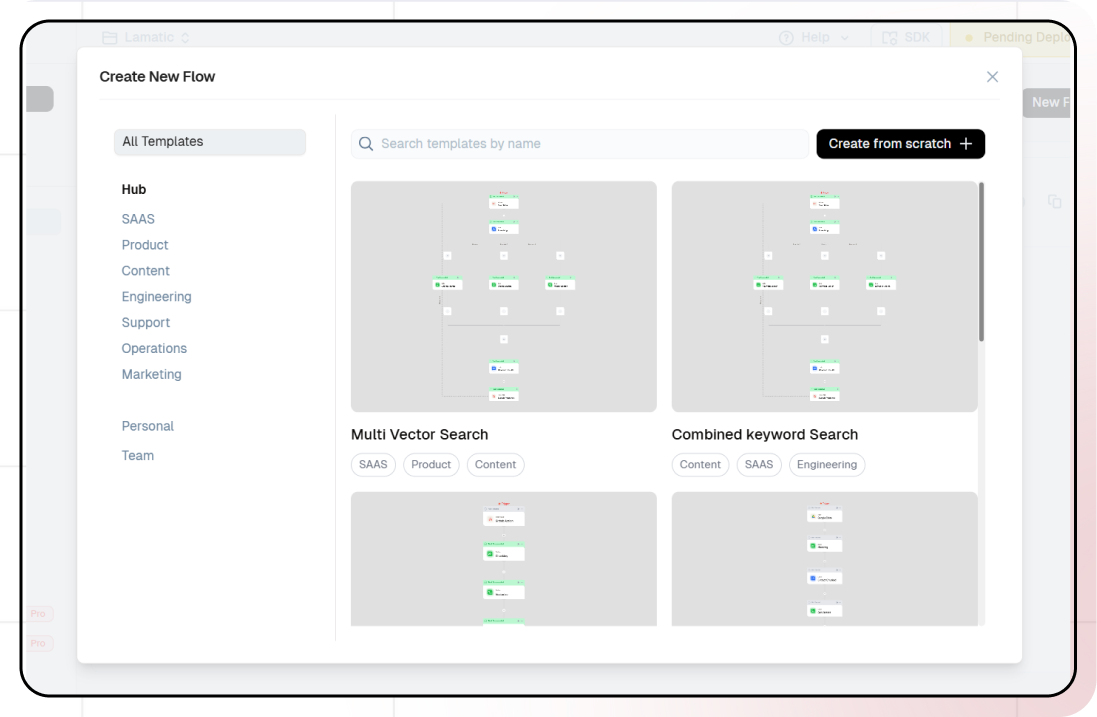 Lamatic
Help
SDK
Pending Deplo
Create New Flow
New F
All Templates
Search templates by name
Create from scratch
Hub
SAAS
Product
Content
Engineering
Support
Operations
Marketing
Personal
Team
Multi Vector Search
SAAS Product Content
Combined keyword Search
Content SAAS Engineering
Pro
Pro